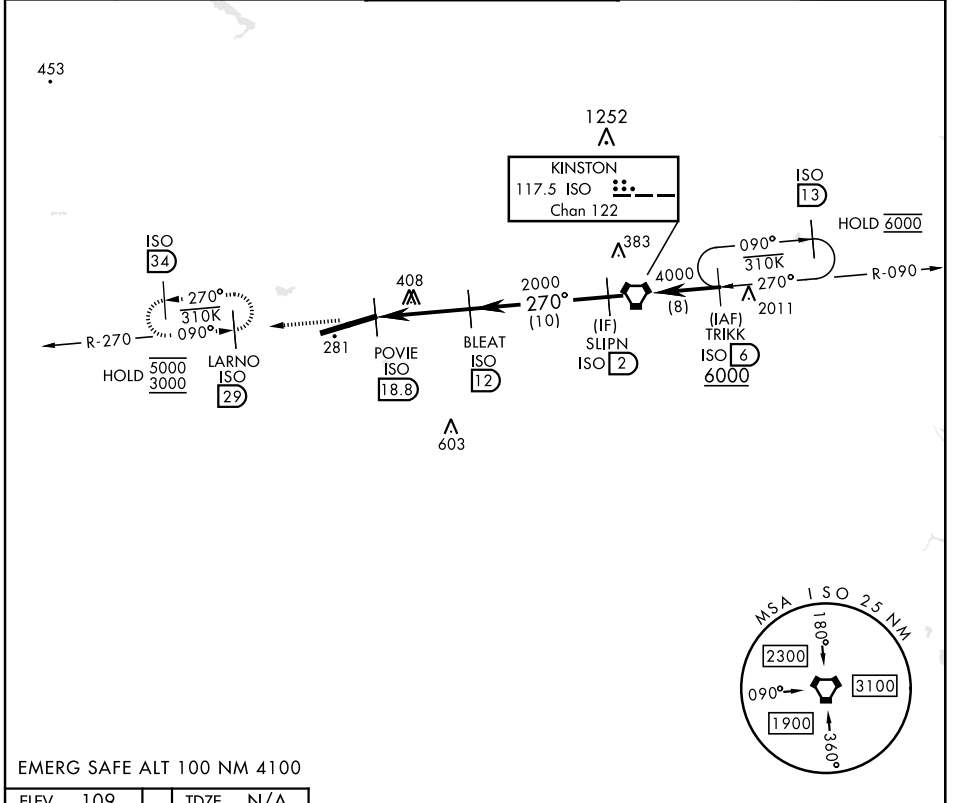 453
1252
KINSTON
117.5 ISO
Chan 122
ISO
13
HOLD 6000
383
090°
310K
270°
R-090
2011
4000
(8)
(IAF)
TRIKK
ISO 6
6000
ISO
34
270°
310K
090°
R-270
HOLD 5000
3000
LARNO
ISO
29
408
281
2000
270°
(10)
POVIE
ISO
18.8
BLEAT
ISO
12
(IF)
SLIPN
ISO 2
603
MSA ISO 25 NM
180°
2300
090°
3100
1900
360°
EMERG SAFE ALT 100 NM 4100
ELEV 109
TDZE N/A